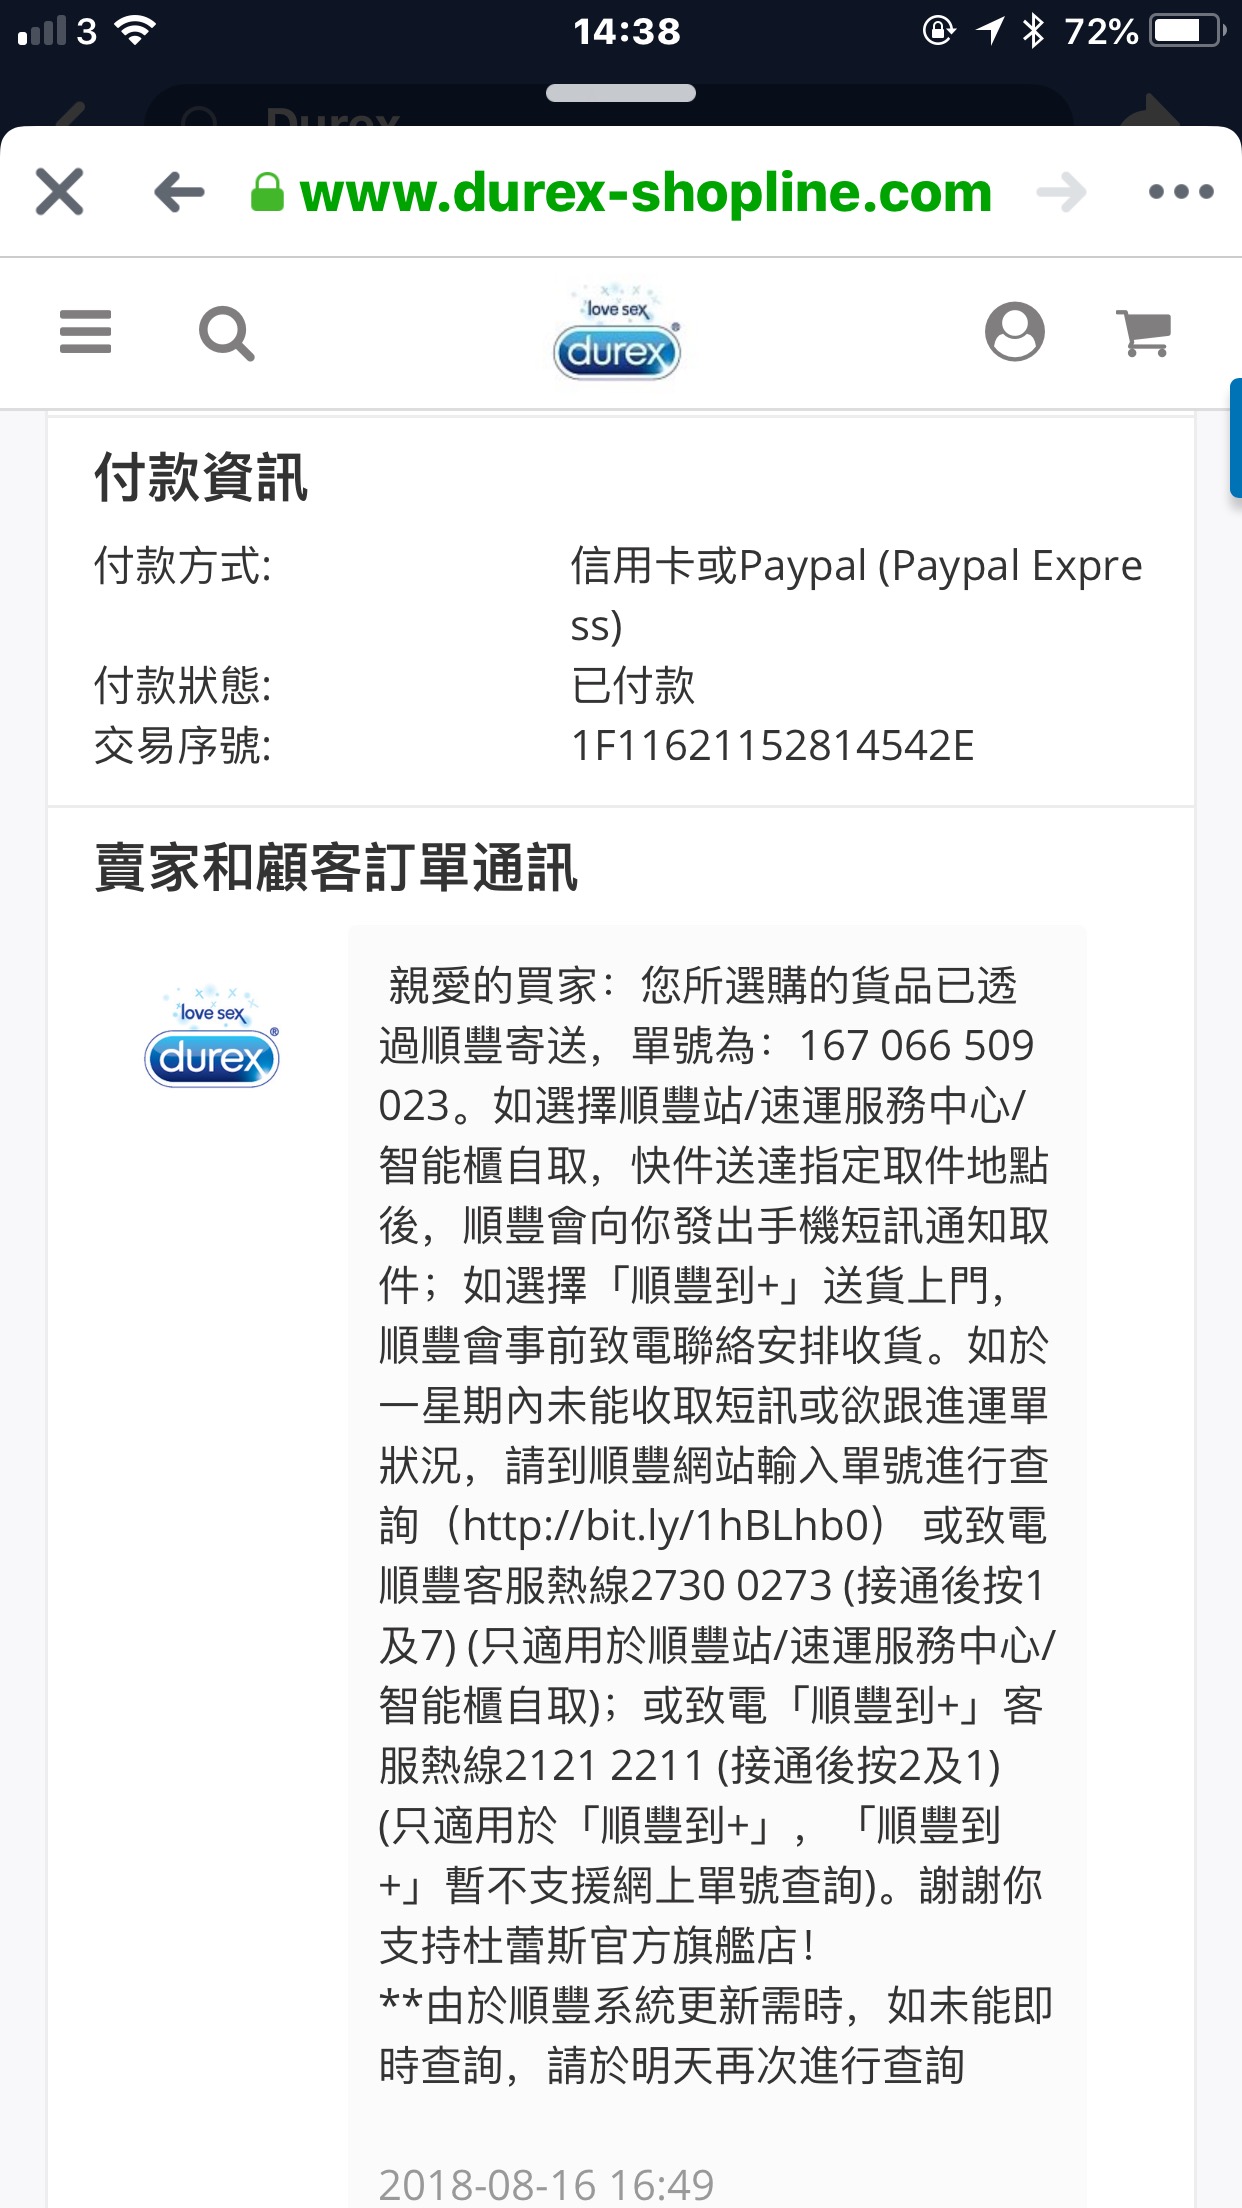 3 14:38 72%
Durex
www.durex-shopline.com
love sex
durex
付款資訊
付款方式: 信用卡或Paypal (Paypal Expre
ss)
付款狀態: 已付款
交易序號: 1F11621152814542E
賣家和顧客訂單通訊
love sex
durex
親愛的買家：您所選購的貨品已透
過順豐寄送，單號為：167 066 509
023。如選擇順豐站/速運服務中心/
智能櫃自取，快件送達指定取件地點
後，順豐會向你發出手機短訊通知取
件；如選擇「順豐到+」送貨上門，
順豐會事前致電聯絡安排收貨。如於
一星期內未能收取短訊或欲跟進運單
狀況，請到順豐網站輸入單號進行查
詢（http://bit.ly/1hBLhb0） 或致電
順豐客服熱線2730 0273 (接通後按1
及7) (只適用於順豐站/速運服務中心/
智能櫃自取)；或致電「順豐到+」客
服熱線2121 2211 (接通後按2及1)
(只適用於「順豐到+」，「順豐到
+」暫不支援網上單號查詢)。謝謝你
支持杜蕾斯官方旗艦店！
**由於順豐系統更新需時，如未能即
時查詢，請於明天再次進行查詢
2018-08-16 16:49